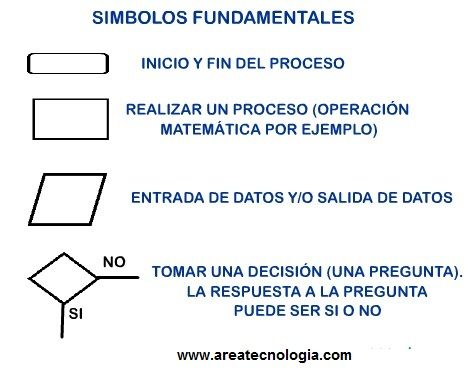 SIMBOLOS FUNDAMENTALES
INICIO Y FIN DEL PROCESO
REALIZAR UN PROCESO (OPERACIÓN
MATEMÁTICA POR EJEMPLO)
ENTRADA DE DATOS Y/O SALIDA DE DATOS
NO
SI
TOMAR UNA DECISIÓN (UNA PREGUNTA).
LA RESPUESTA A LA PREGUNTA
PUEDE SER SI O NO
www.areatecnologia.com